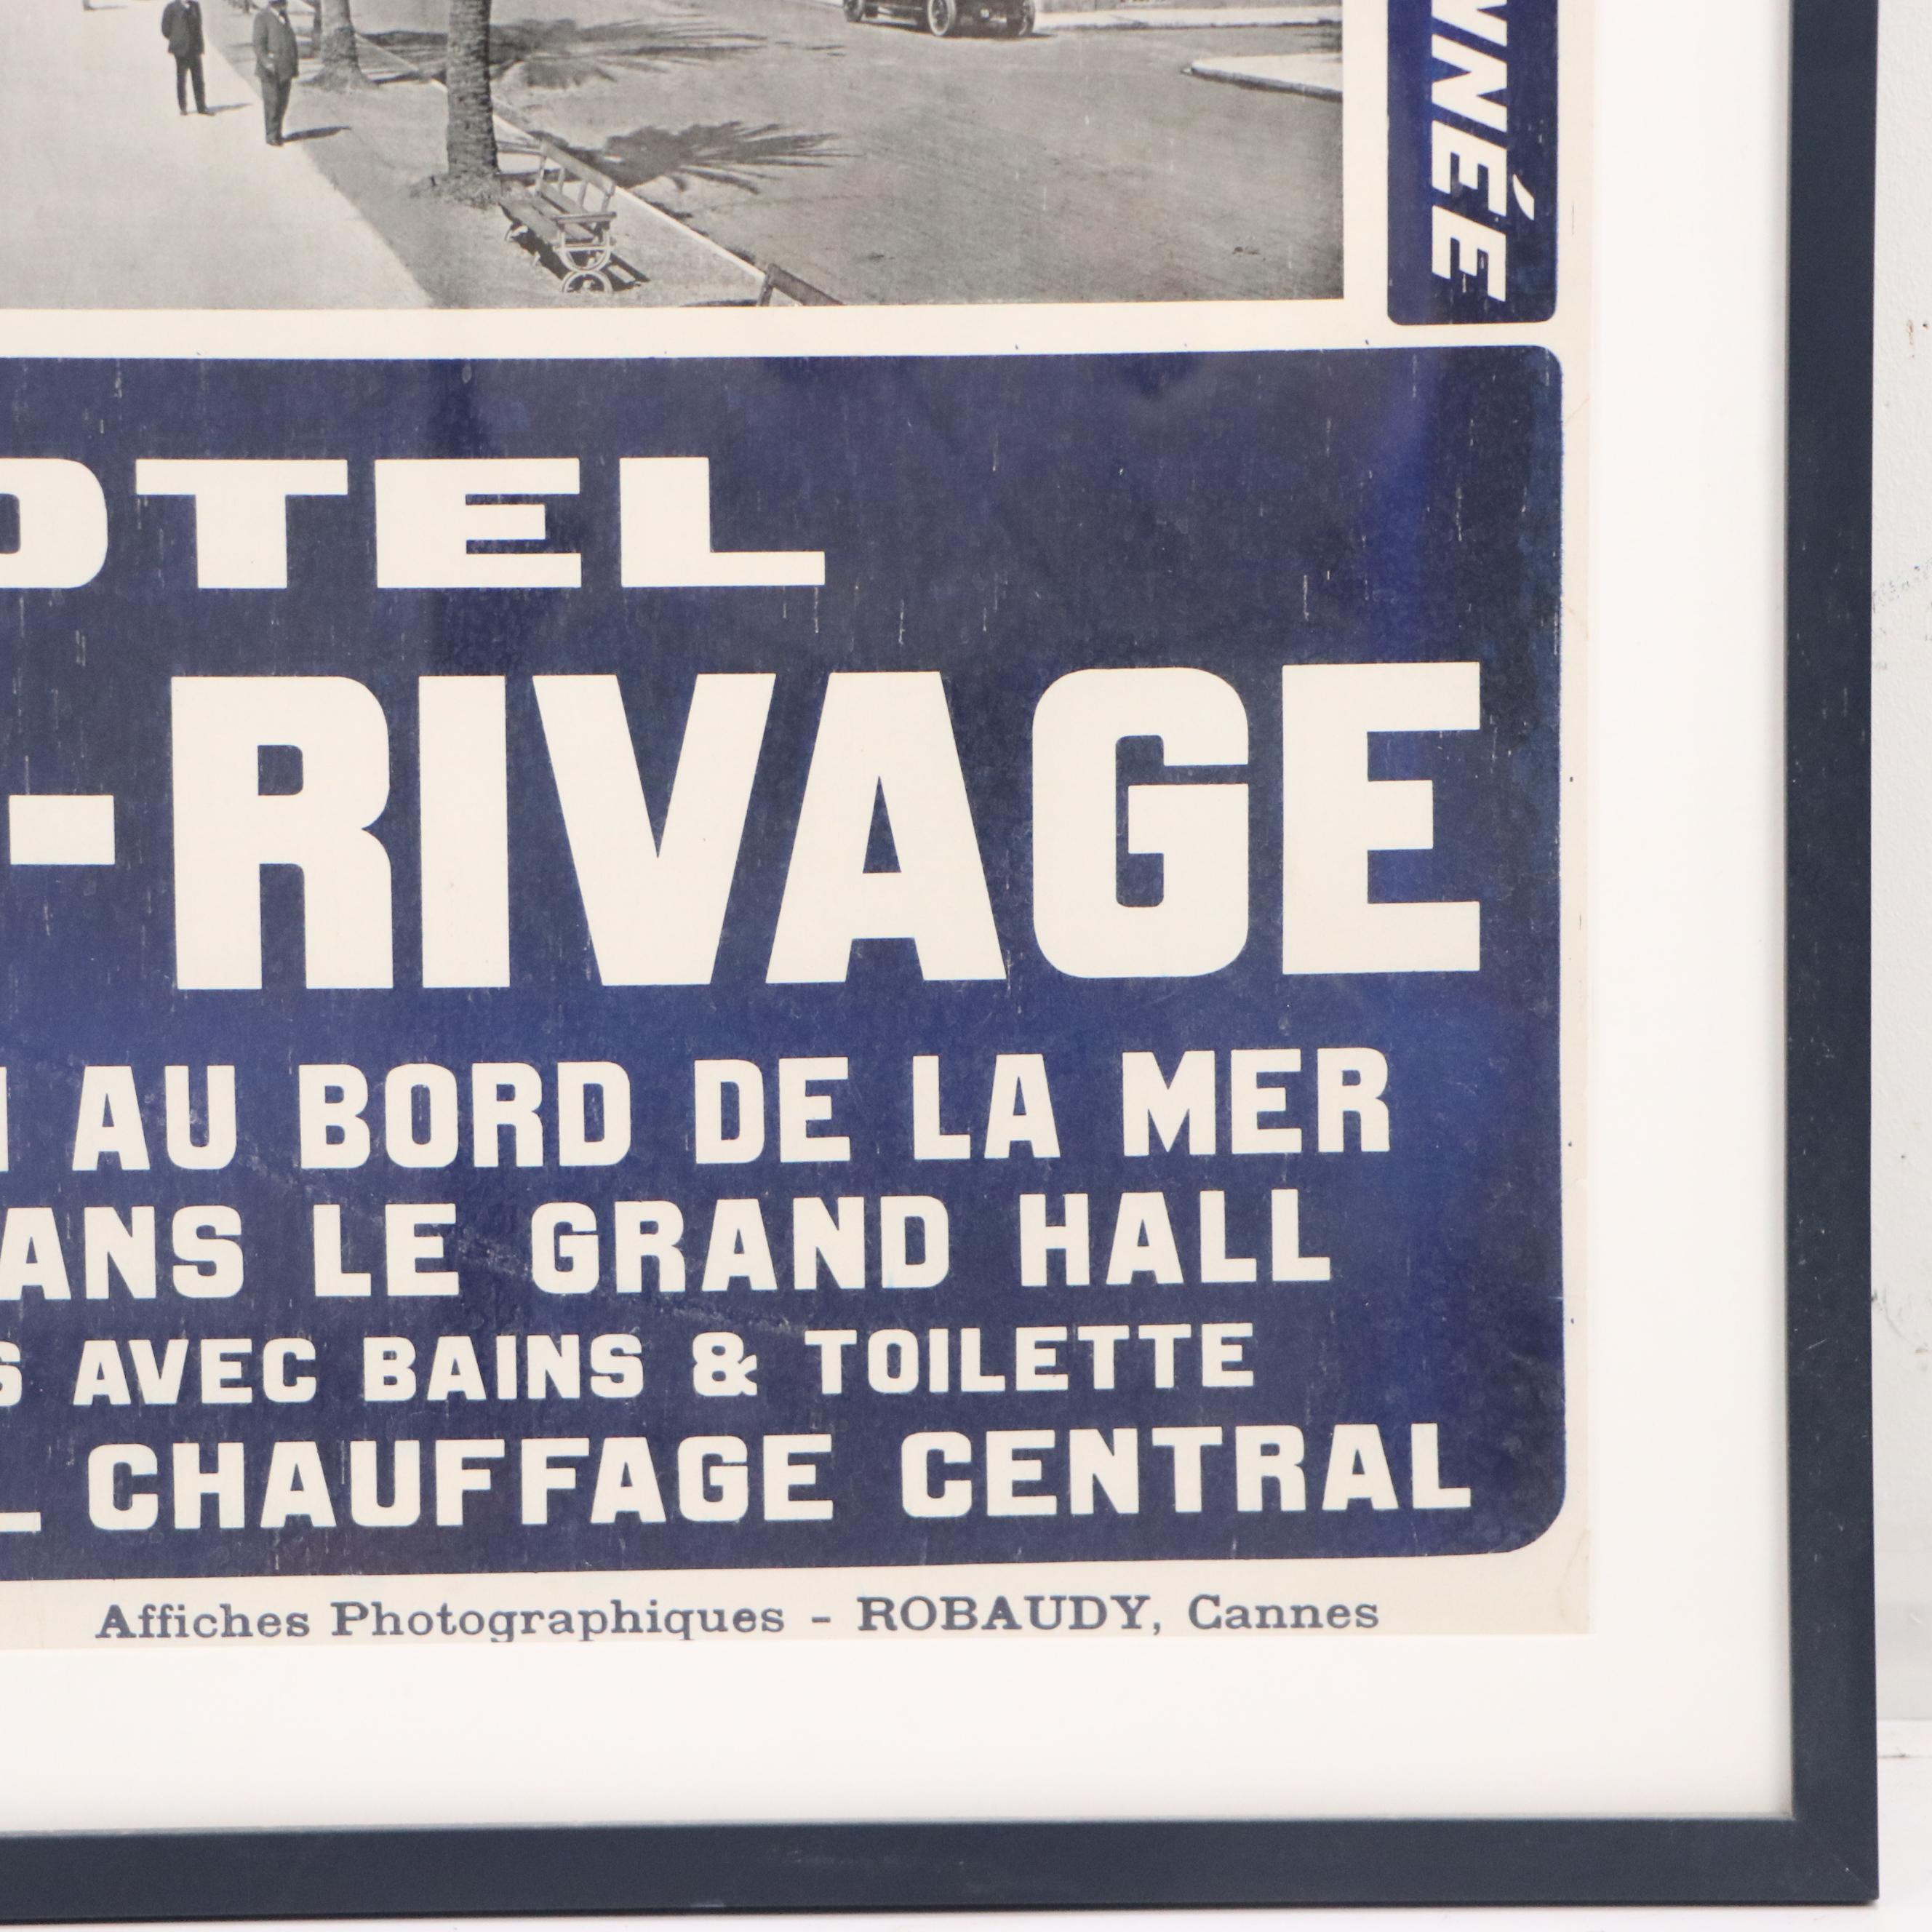 NNÉE
OTEL
-RIVAGE
AU BORD DE LA MER
ANS LE GRAND HALL
S AVEC BAINS & TOILETTE
L CHAUFFAGE CENTRAL
Affiches Photographiques - ROBAUDY, Cannes